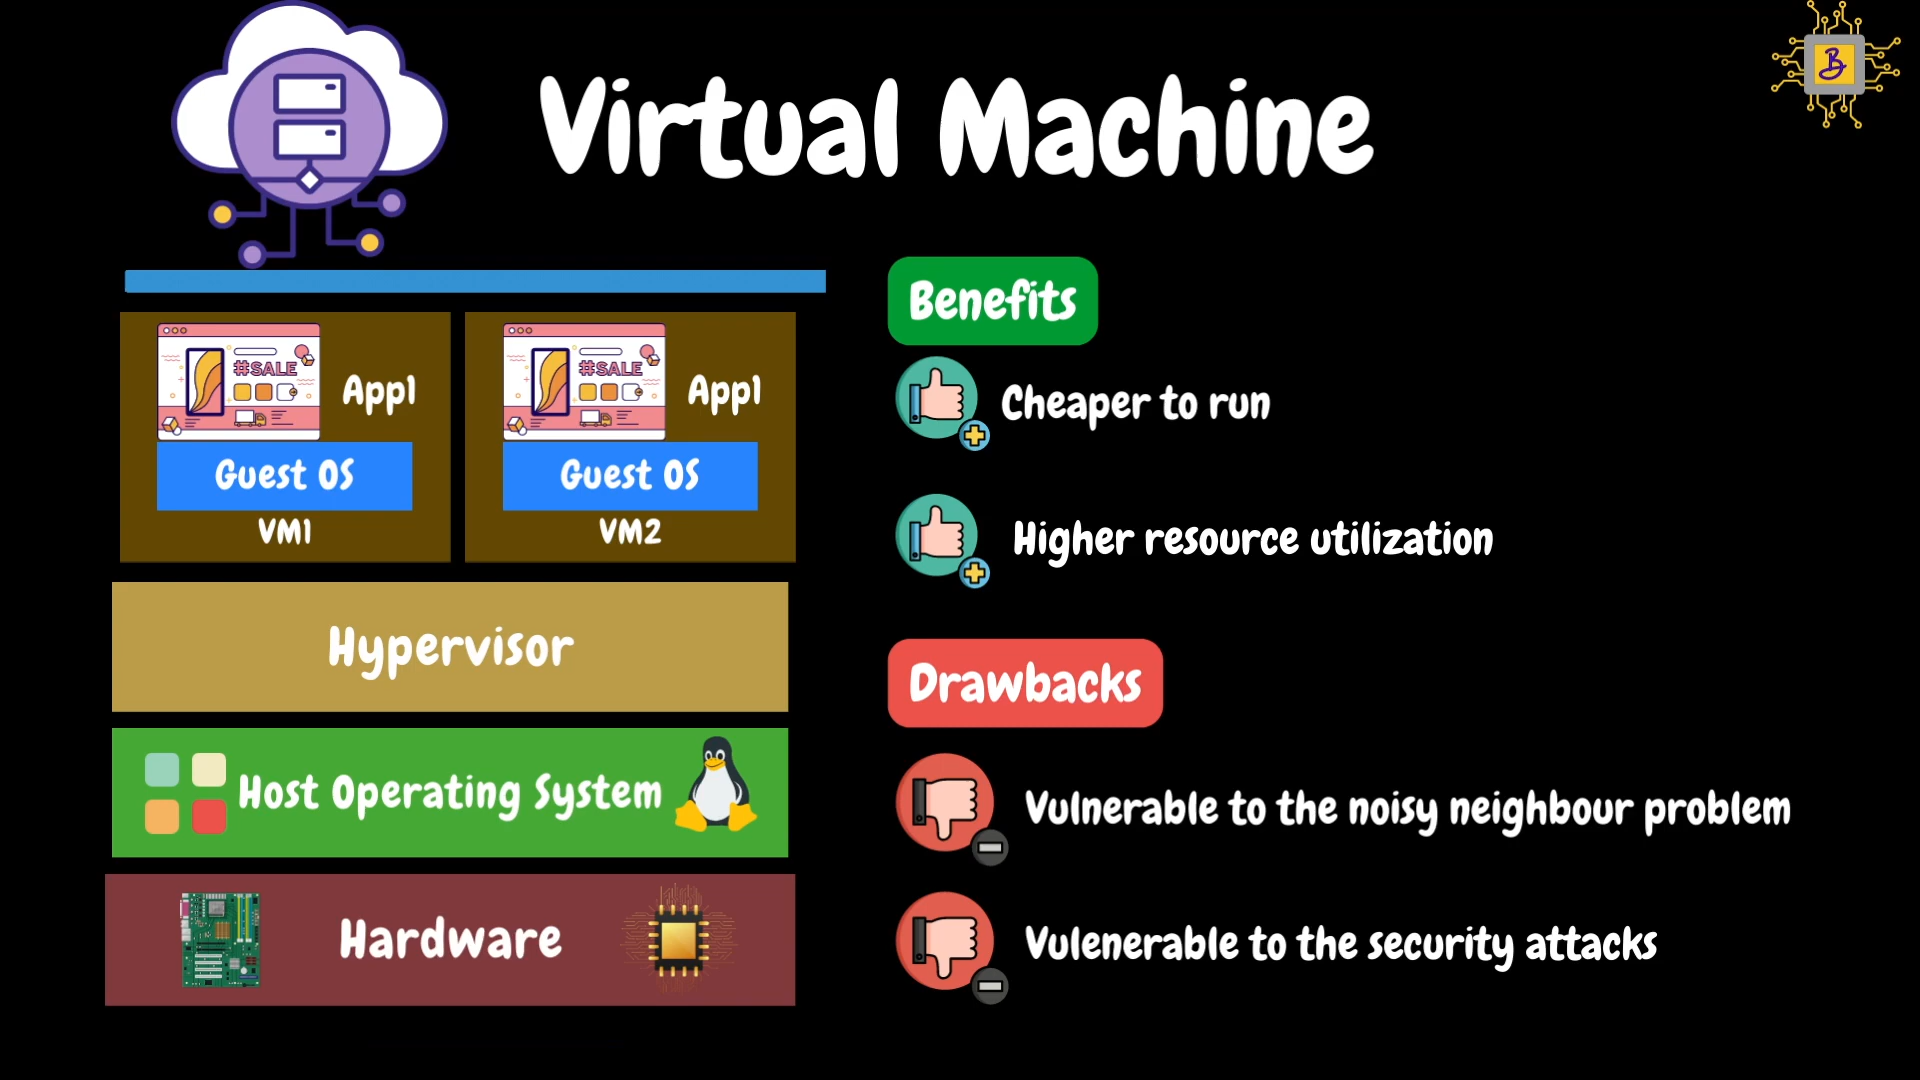 Virtual Machine
B
#SALE
App1
Guest OS
VM1
#SALE
App1
Guest OS
VM2
Hypervisor
Host Operating System
Hardware
Benefits
Cheaper to run
Higher resource utilization
Drawbacks
Vulnerable to the noisy neighbour problem
Vulenerable to the security attacks